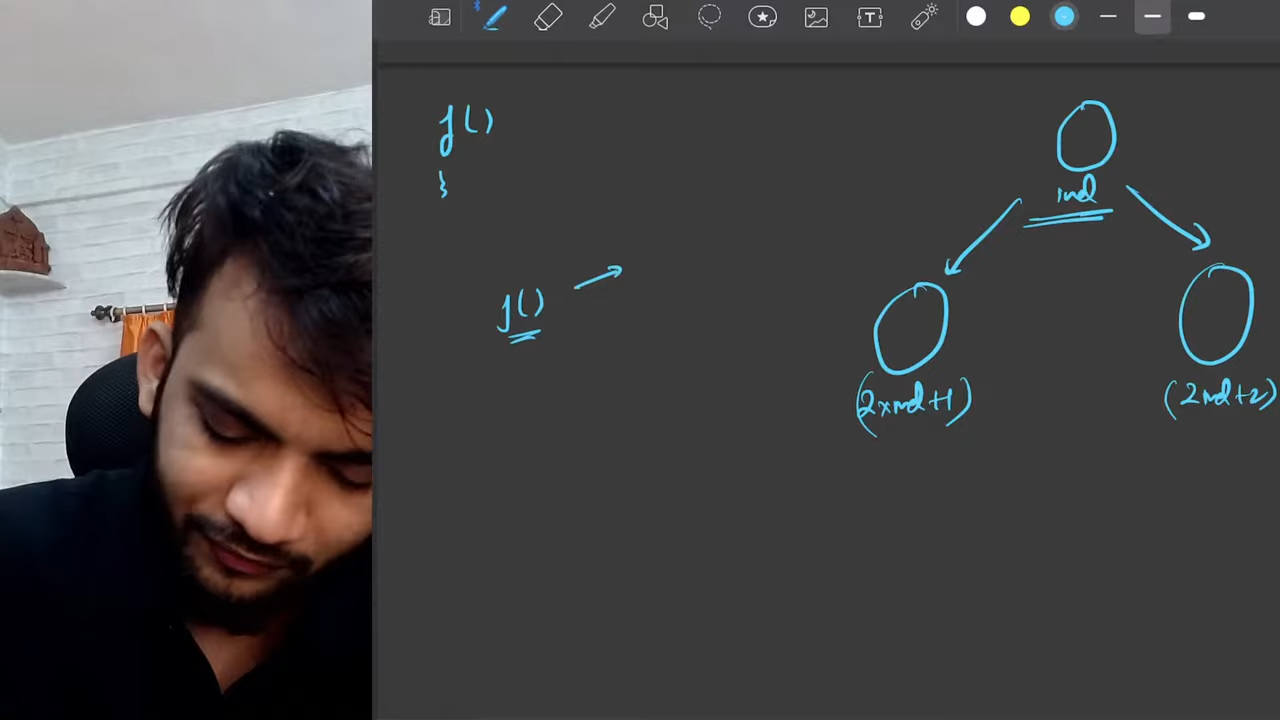 f()
}
f()
ind
(2×ind+1)
(2ind+2)
T